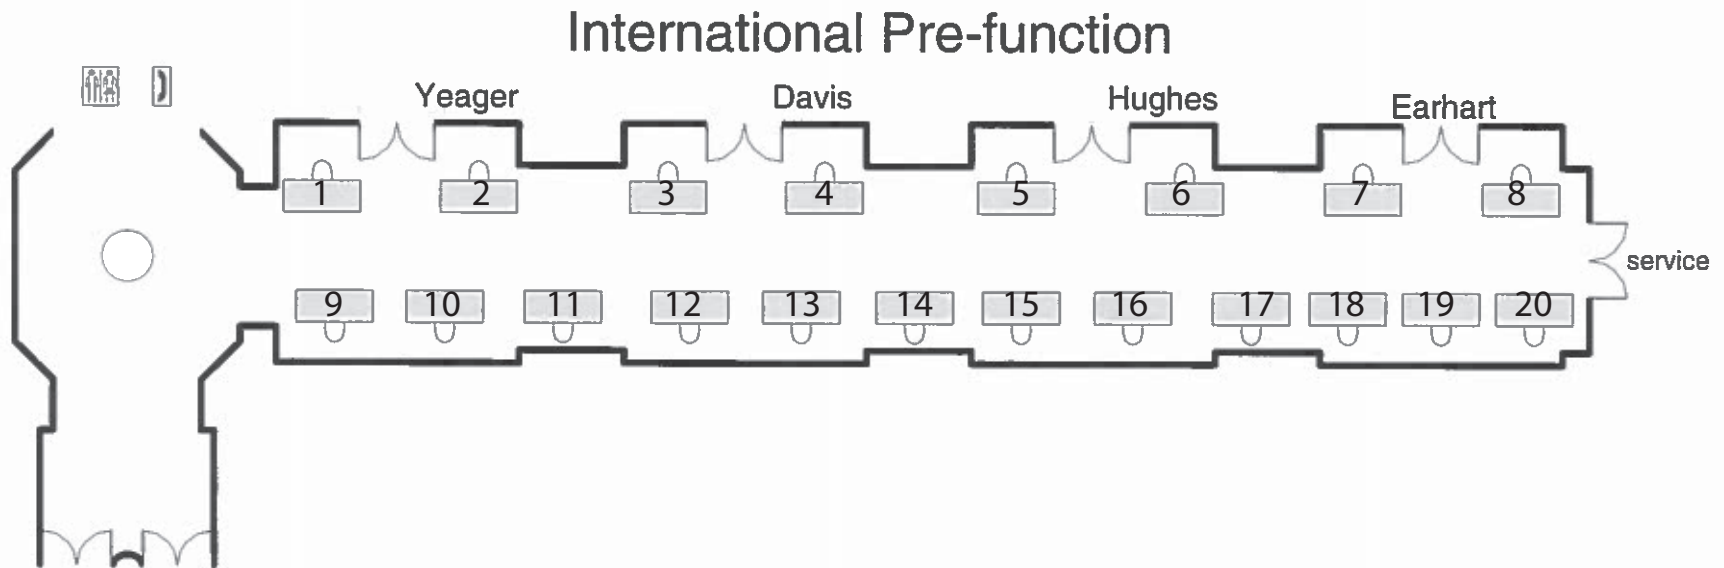 International Pre-function
Yeager Davis Hughes Earhart
1 2 3 4 5 6 7 8
service
9 10 11 12 13 14 15 16 17 18 19 20